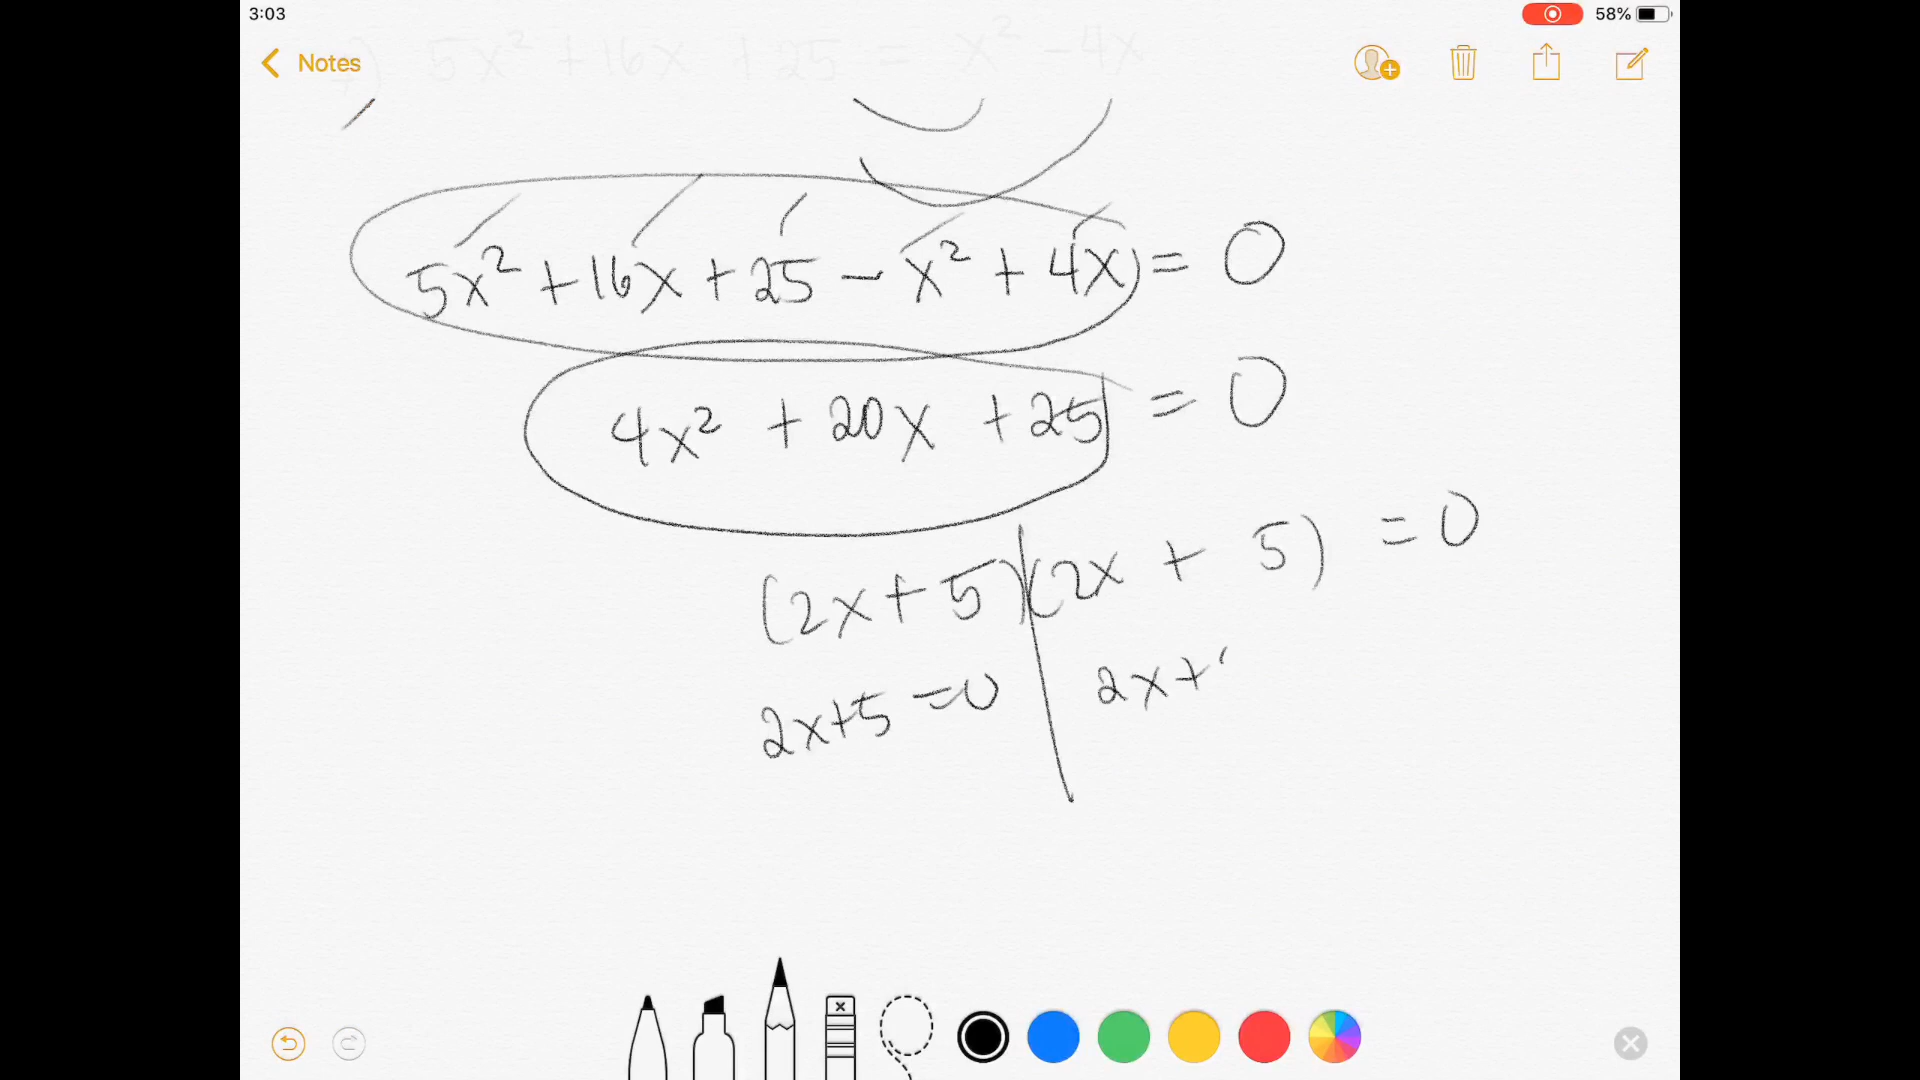 3:03 58%
Notes
5x² + 16x + 25 = x² - 4x
5x² + 16x + 25 - x² + 4x = 0
4x² + 20x + 25 = 0
(2x + 5)(2x + 5) = 0
2x+5 = 0 2x+